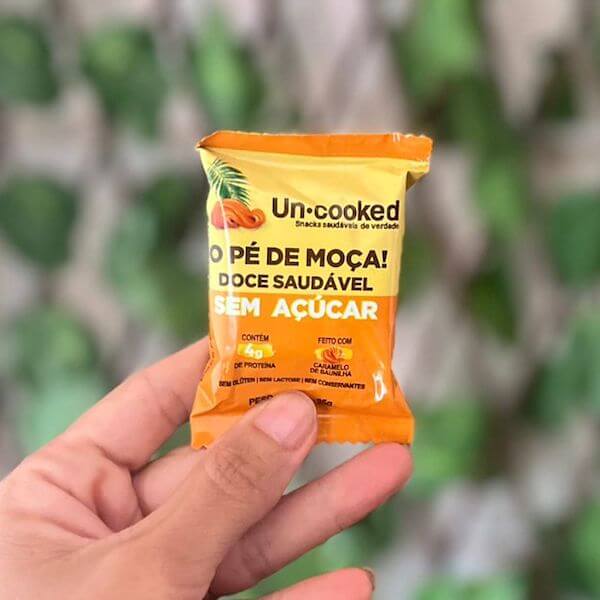 Un·cooked
Snacks saudáveis de verdade
O PÉ DE MOÇA!
DOCE SAUDÁVEL
SEM AÇÚCAR
CONTÉM
4g
DE PROTEÍNA
FEITO COM
CARAMELO
DE BAUNILHA
SEM GLÚTEN | SEM LACTOSE | SEM CONSERVANTES